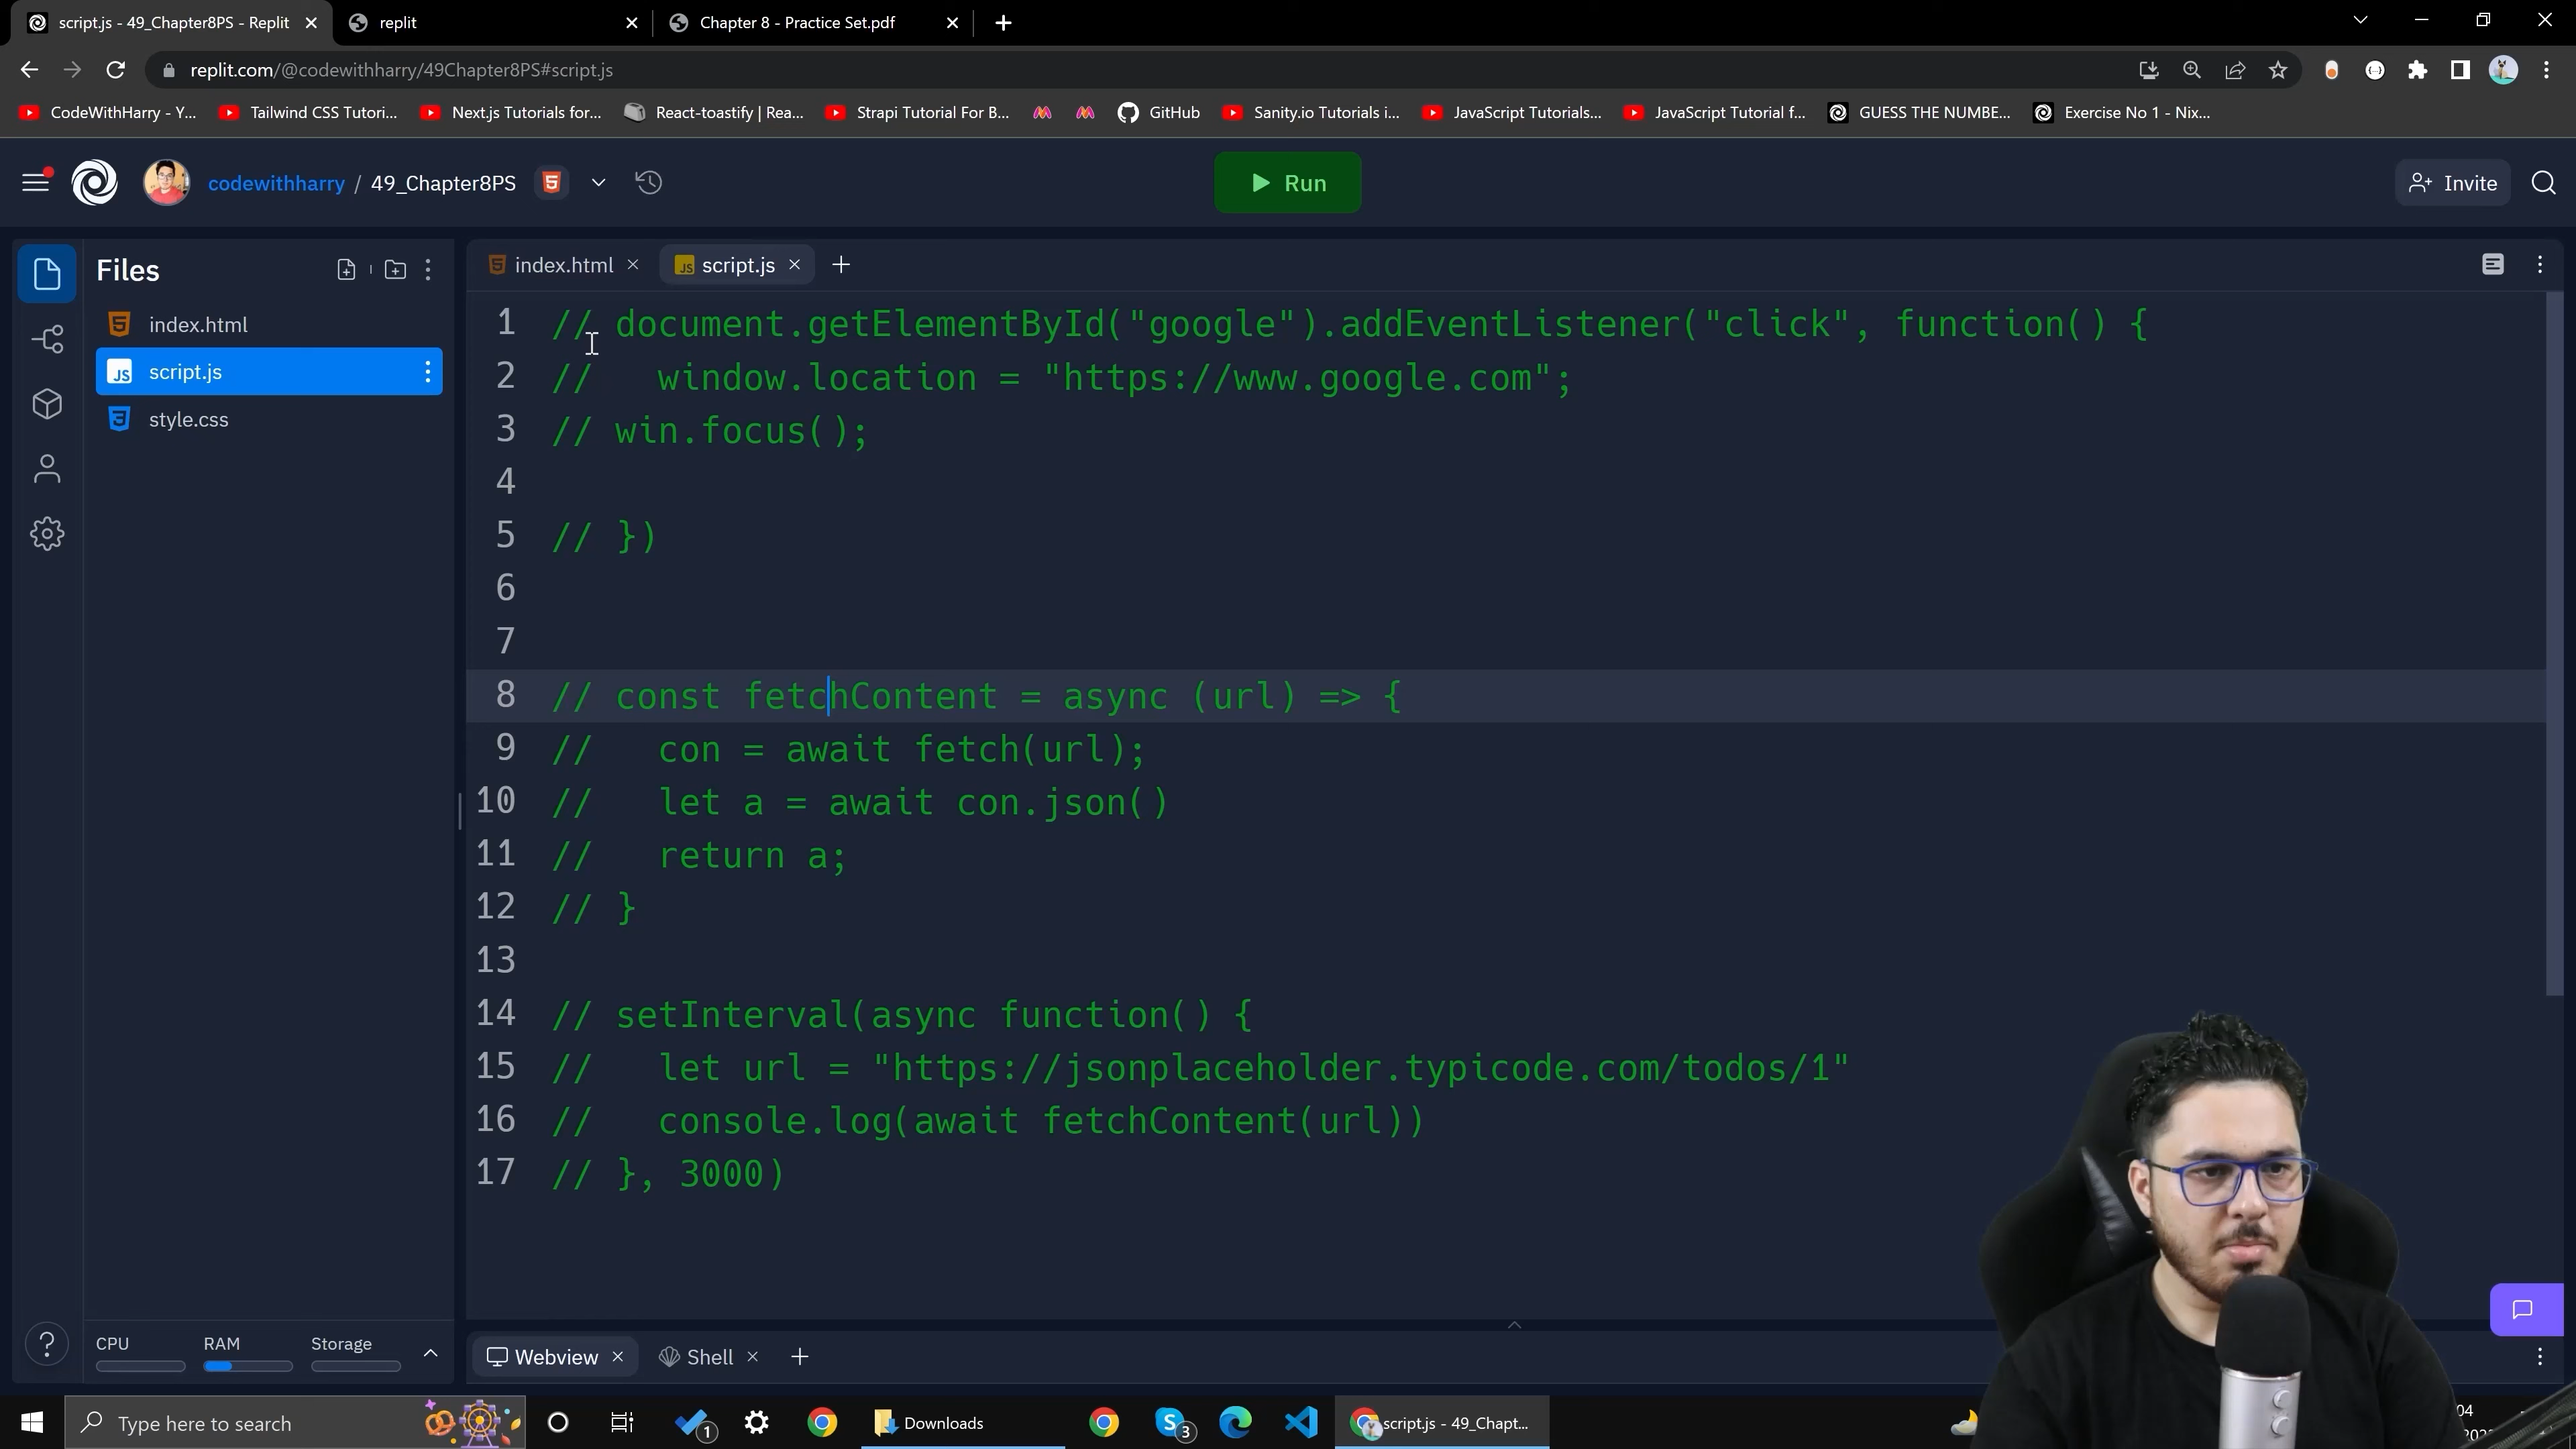 script.js - 49_Chapter8PS - Replit
replit
Chapter 8 - Practice Set.pdf
replit.com/@codewithharry/49Chapter8PS#script.js
CodeWithHarry - Y...
Tailwind CSS Tutori...
Next.js Tutorials for...
React-toastify | Rea...
Strapi Tutorial For B...
GitHub
Sanity.io Tutorials i...
JavaScript Tutorials...
JavaScript Tutorial f...
GUESS THE NUMBE...
Exercise No 1 - Nix...
codewithharry / 49_Chapter8PS
Run
Invite
Files
index.html
script.js
style.css
index.html
script.js
1 // document.getElementById("google").addEventListener("click", function() {
2 //   window.location = "https://www.google.com";
3 // win.focus();
4
5 // })
6
7
8 // const fetchContent = async (url) => {
9 //   con = await fetch(url);
10 //   let a = await con.json()
11 //   return a;
12 // }
13
14 // setInterval(async function() {
15 //   let url = "https://jsonplaceholder.typicode.com/todos/1"
16 //   console.log(await fetchContent(url))
17 // }, 3000)
CPU
RAM
Storage
Webview
Shell
Type here to search
1
Downloads
3
script.js - 49_Chapt...